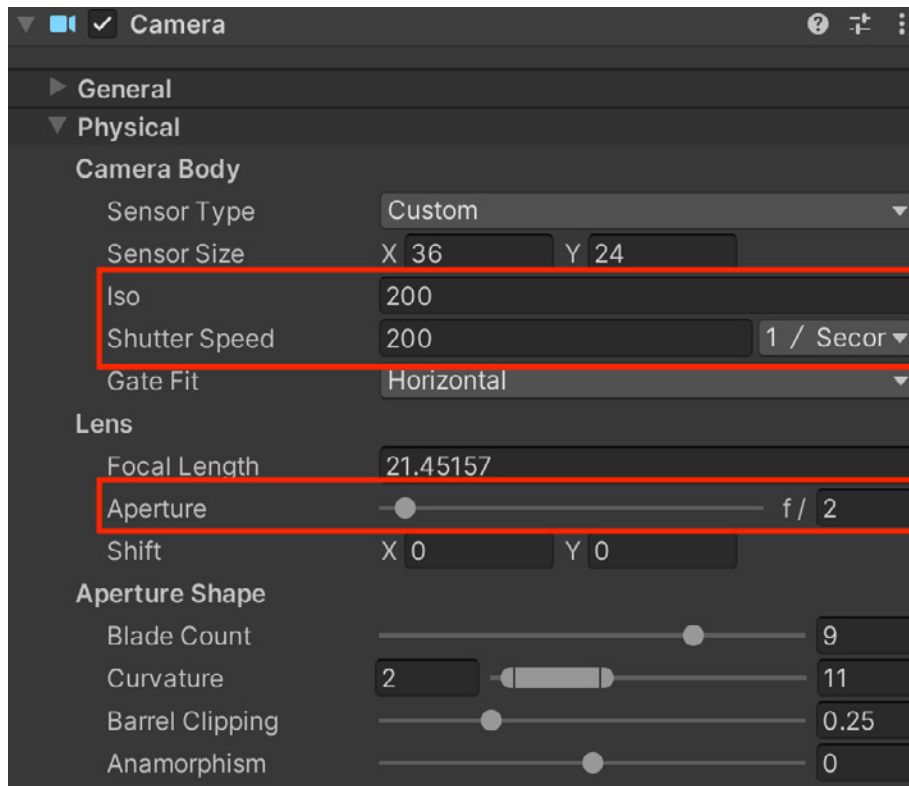 Camera
General
Physical
Camera Body
Sensor Type Custom
Sensor Size X 36 Y 24
Iso 200
Shutter Speed 200 1 / Secor
Gate Fit Horizontal
Lens
Focal Length 21.45157
Aperture f / 2
Shift X 0 Y 0
Aperture Shape
Blade Count 9
Curvature 2 11
Barrel Clipping 0.25
Anamorphism 0